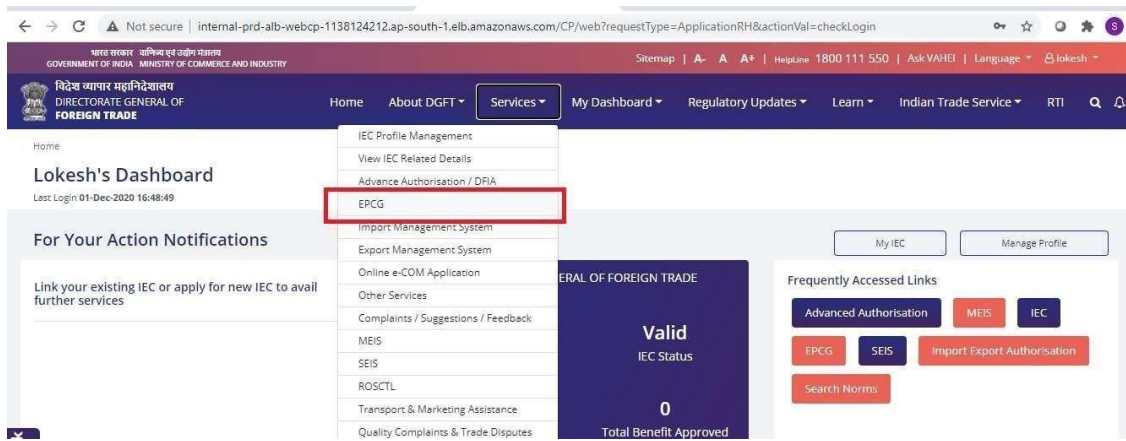 Not secure | internal-prd-alb-webcp-1138124212.ap-south-1.elb.amazonaws.com/CP/web?requestType=ApplicationRH&actionVal=checkLogin
S
भारत सरकार वाणिज्य एवं उद्योग मंत्रालय
GOVERNMENT OF INDIA MINISTRY OF COMMERCE AND INDUSTRY
Sitemap | A- A A+ | HELPLINE 1800 111 550 | Ask VAHEI | Language | lokesh
विदेश व्यापार महानिदेशालय
DIRECTORATE GENERAL OF
FOREIGN TRADE
Home About DGFT Services My Dashboard Regulatory Updates Learn Indian Trade Service RTI
Home
Lokesh's Dashboard
Last Login 01-Dec-2020 16:48:49
IEC Profile Management
View IEC Related Details
Advance Authorisation / DFIA
EPCG
Import Management System
Export Management System
Online e-COM Application
Other Services
Complaints / Suggestions / Feedback
MEIS
SEIS
ROSCTL
Transport & Marketing Assistance
Quality Complaints & Trade Disputes
For Your Action Notifications
My IEC Manage Profile
Link your existing IEC or apply for new IEC to avail
further services
ERAL OF FOREIGN TRADE
Valid
IEC Status
0
Total Benefit Approved
Frequently Accessed Links
Advanced Authorisation MEIS IEC
EPCG SEIS Import Export Authorisation
Search Norms